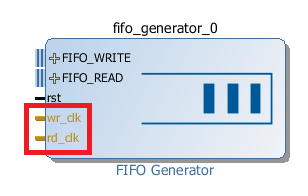 fifo_generator_0
FIFO_WRITE
FIFO_READ
rst
wr_clk
rd_clk
FIFO Generator